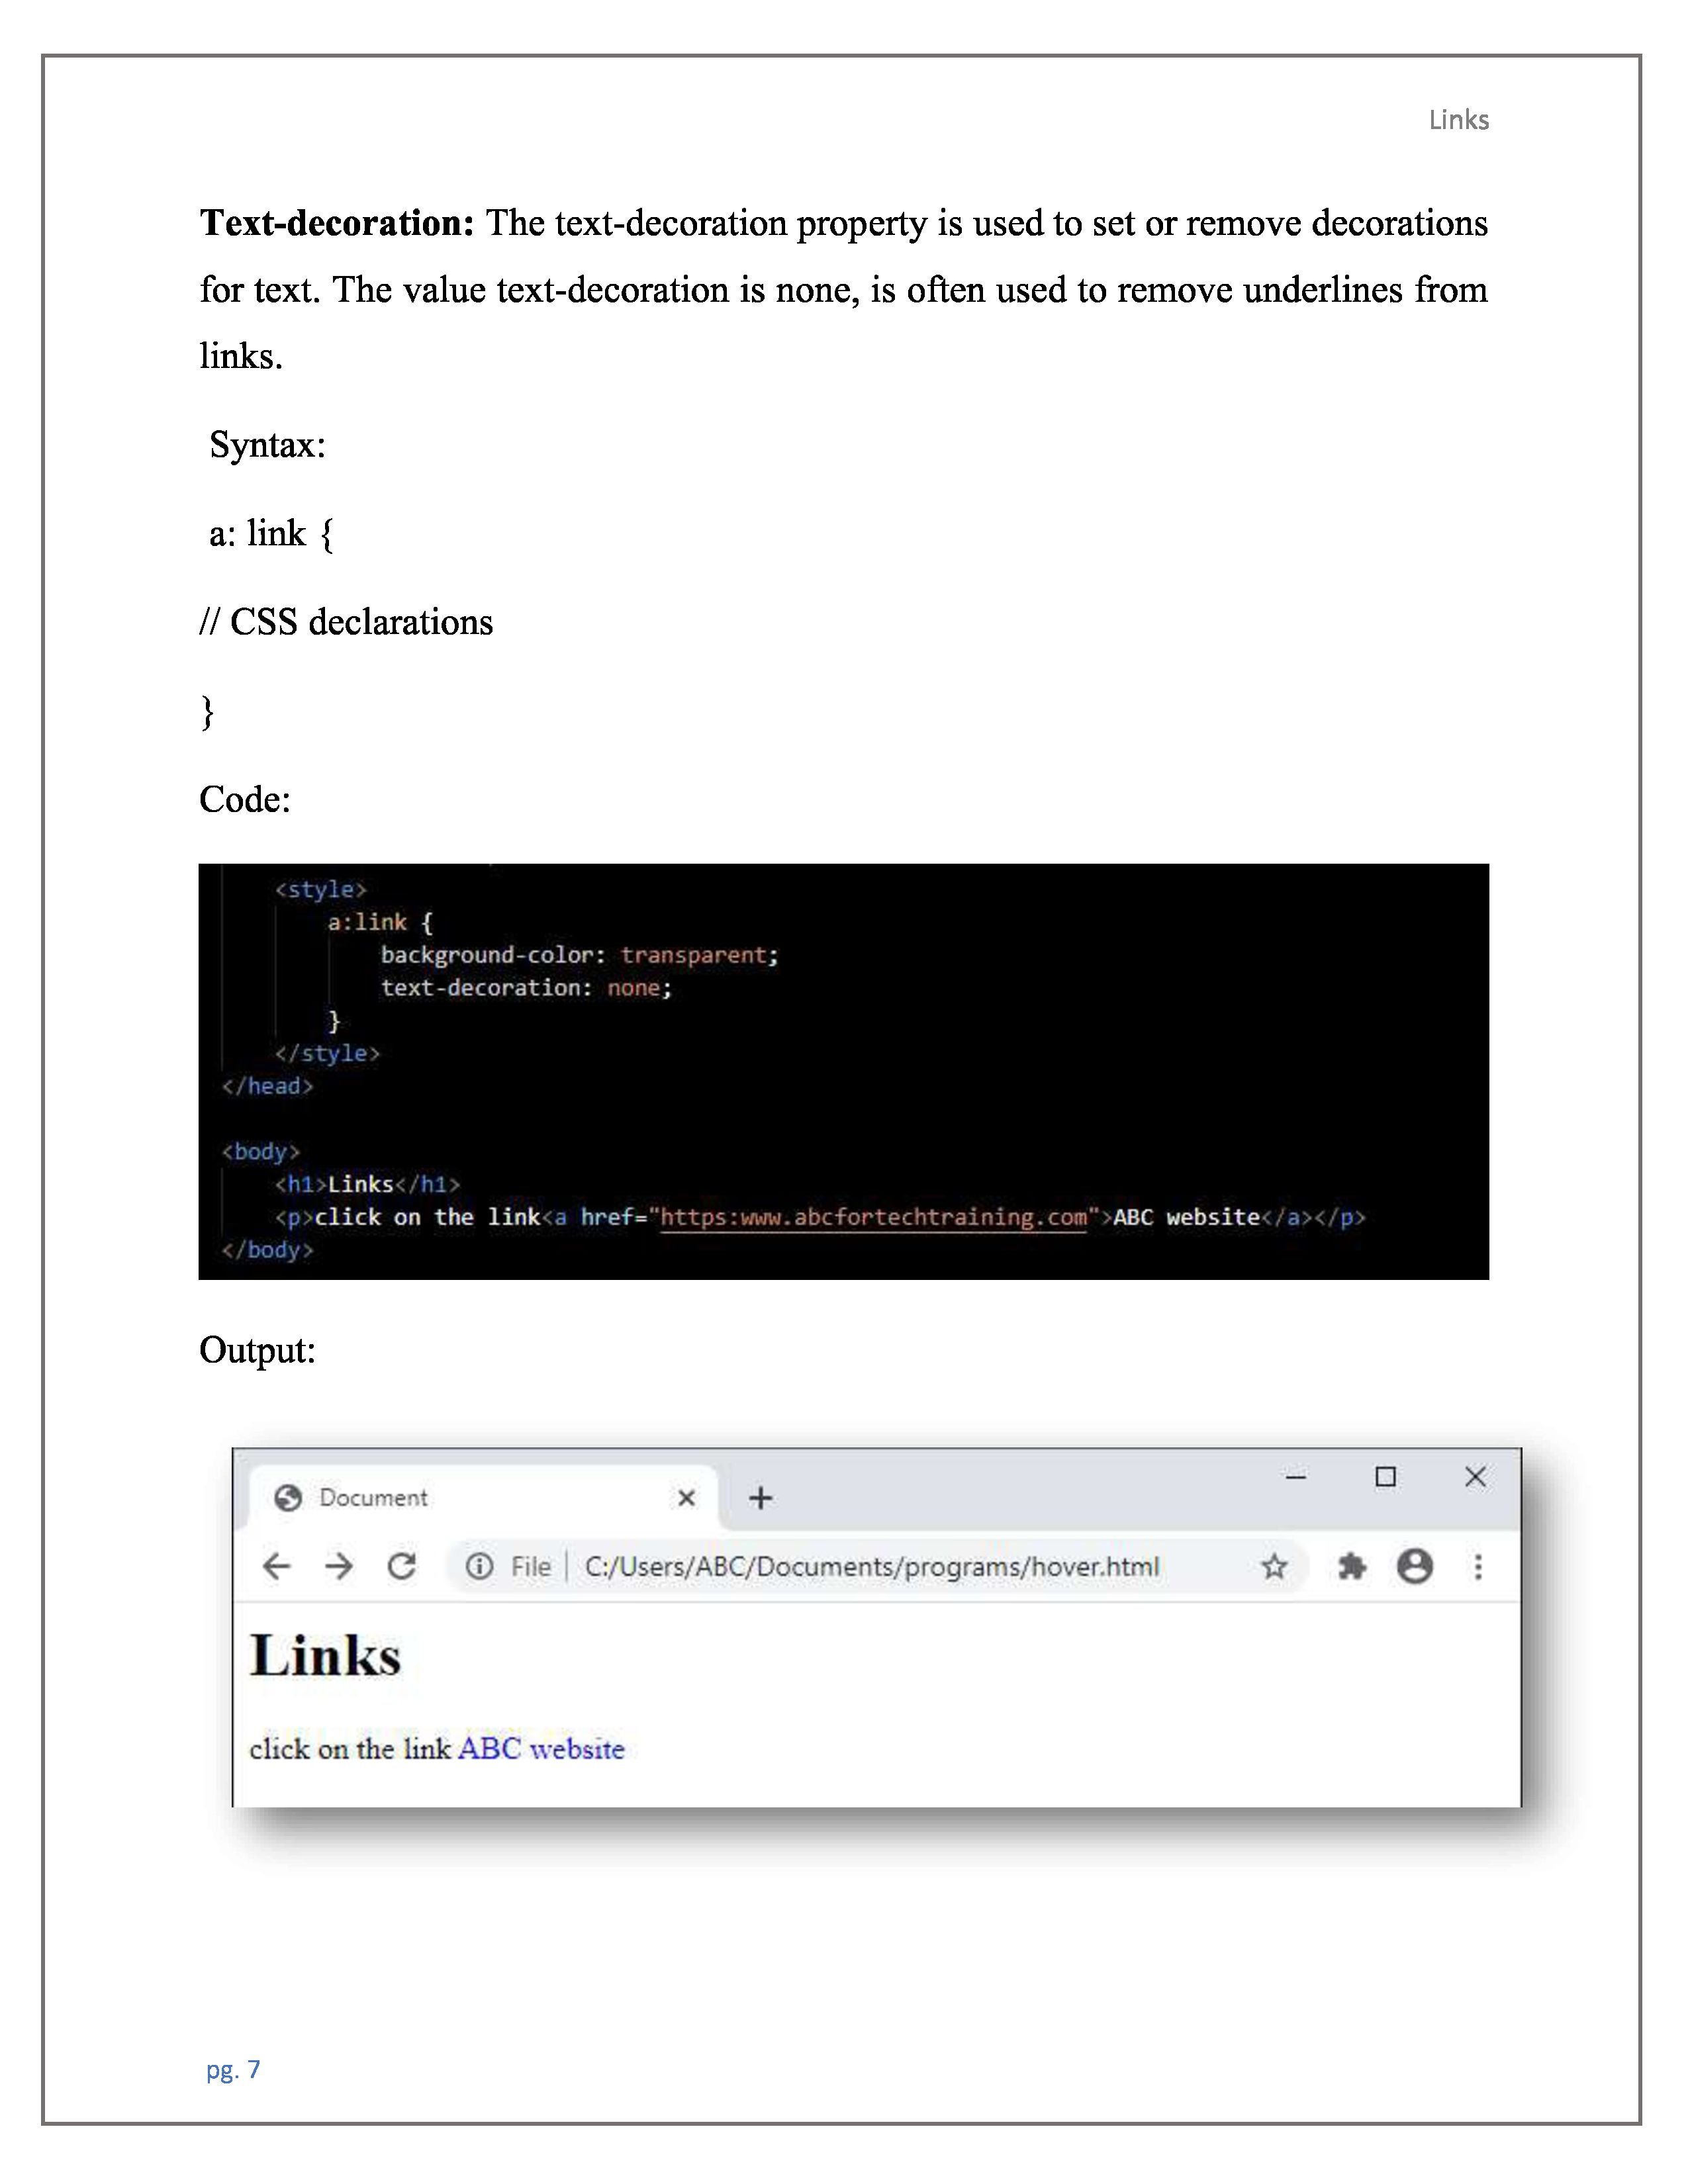 Links
Text-decoration: The text-decoration property is used to set or remove decorations
for text. The value text-decoration is none, is often used to remove underlines from
links.
Syntax:
a: link {
// CSS declarations
}
Code:
<style>
a:link {
background-color: transparent;
text-decoration: none;
}
</style>
</head>
<body>
<h1>Links</h1>
<p>click on the link<a href="https:www.abcfortechtraining.com">ABC website</a></p>
</body>
Output:
Document
File C:/Users/ABC/Documents/programs/hover.html
Links
click on the link ABC website
pg. 7